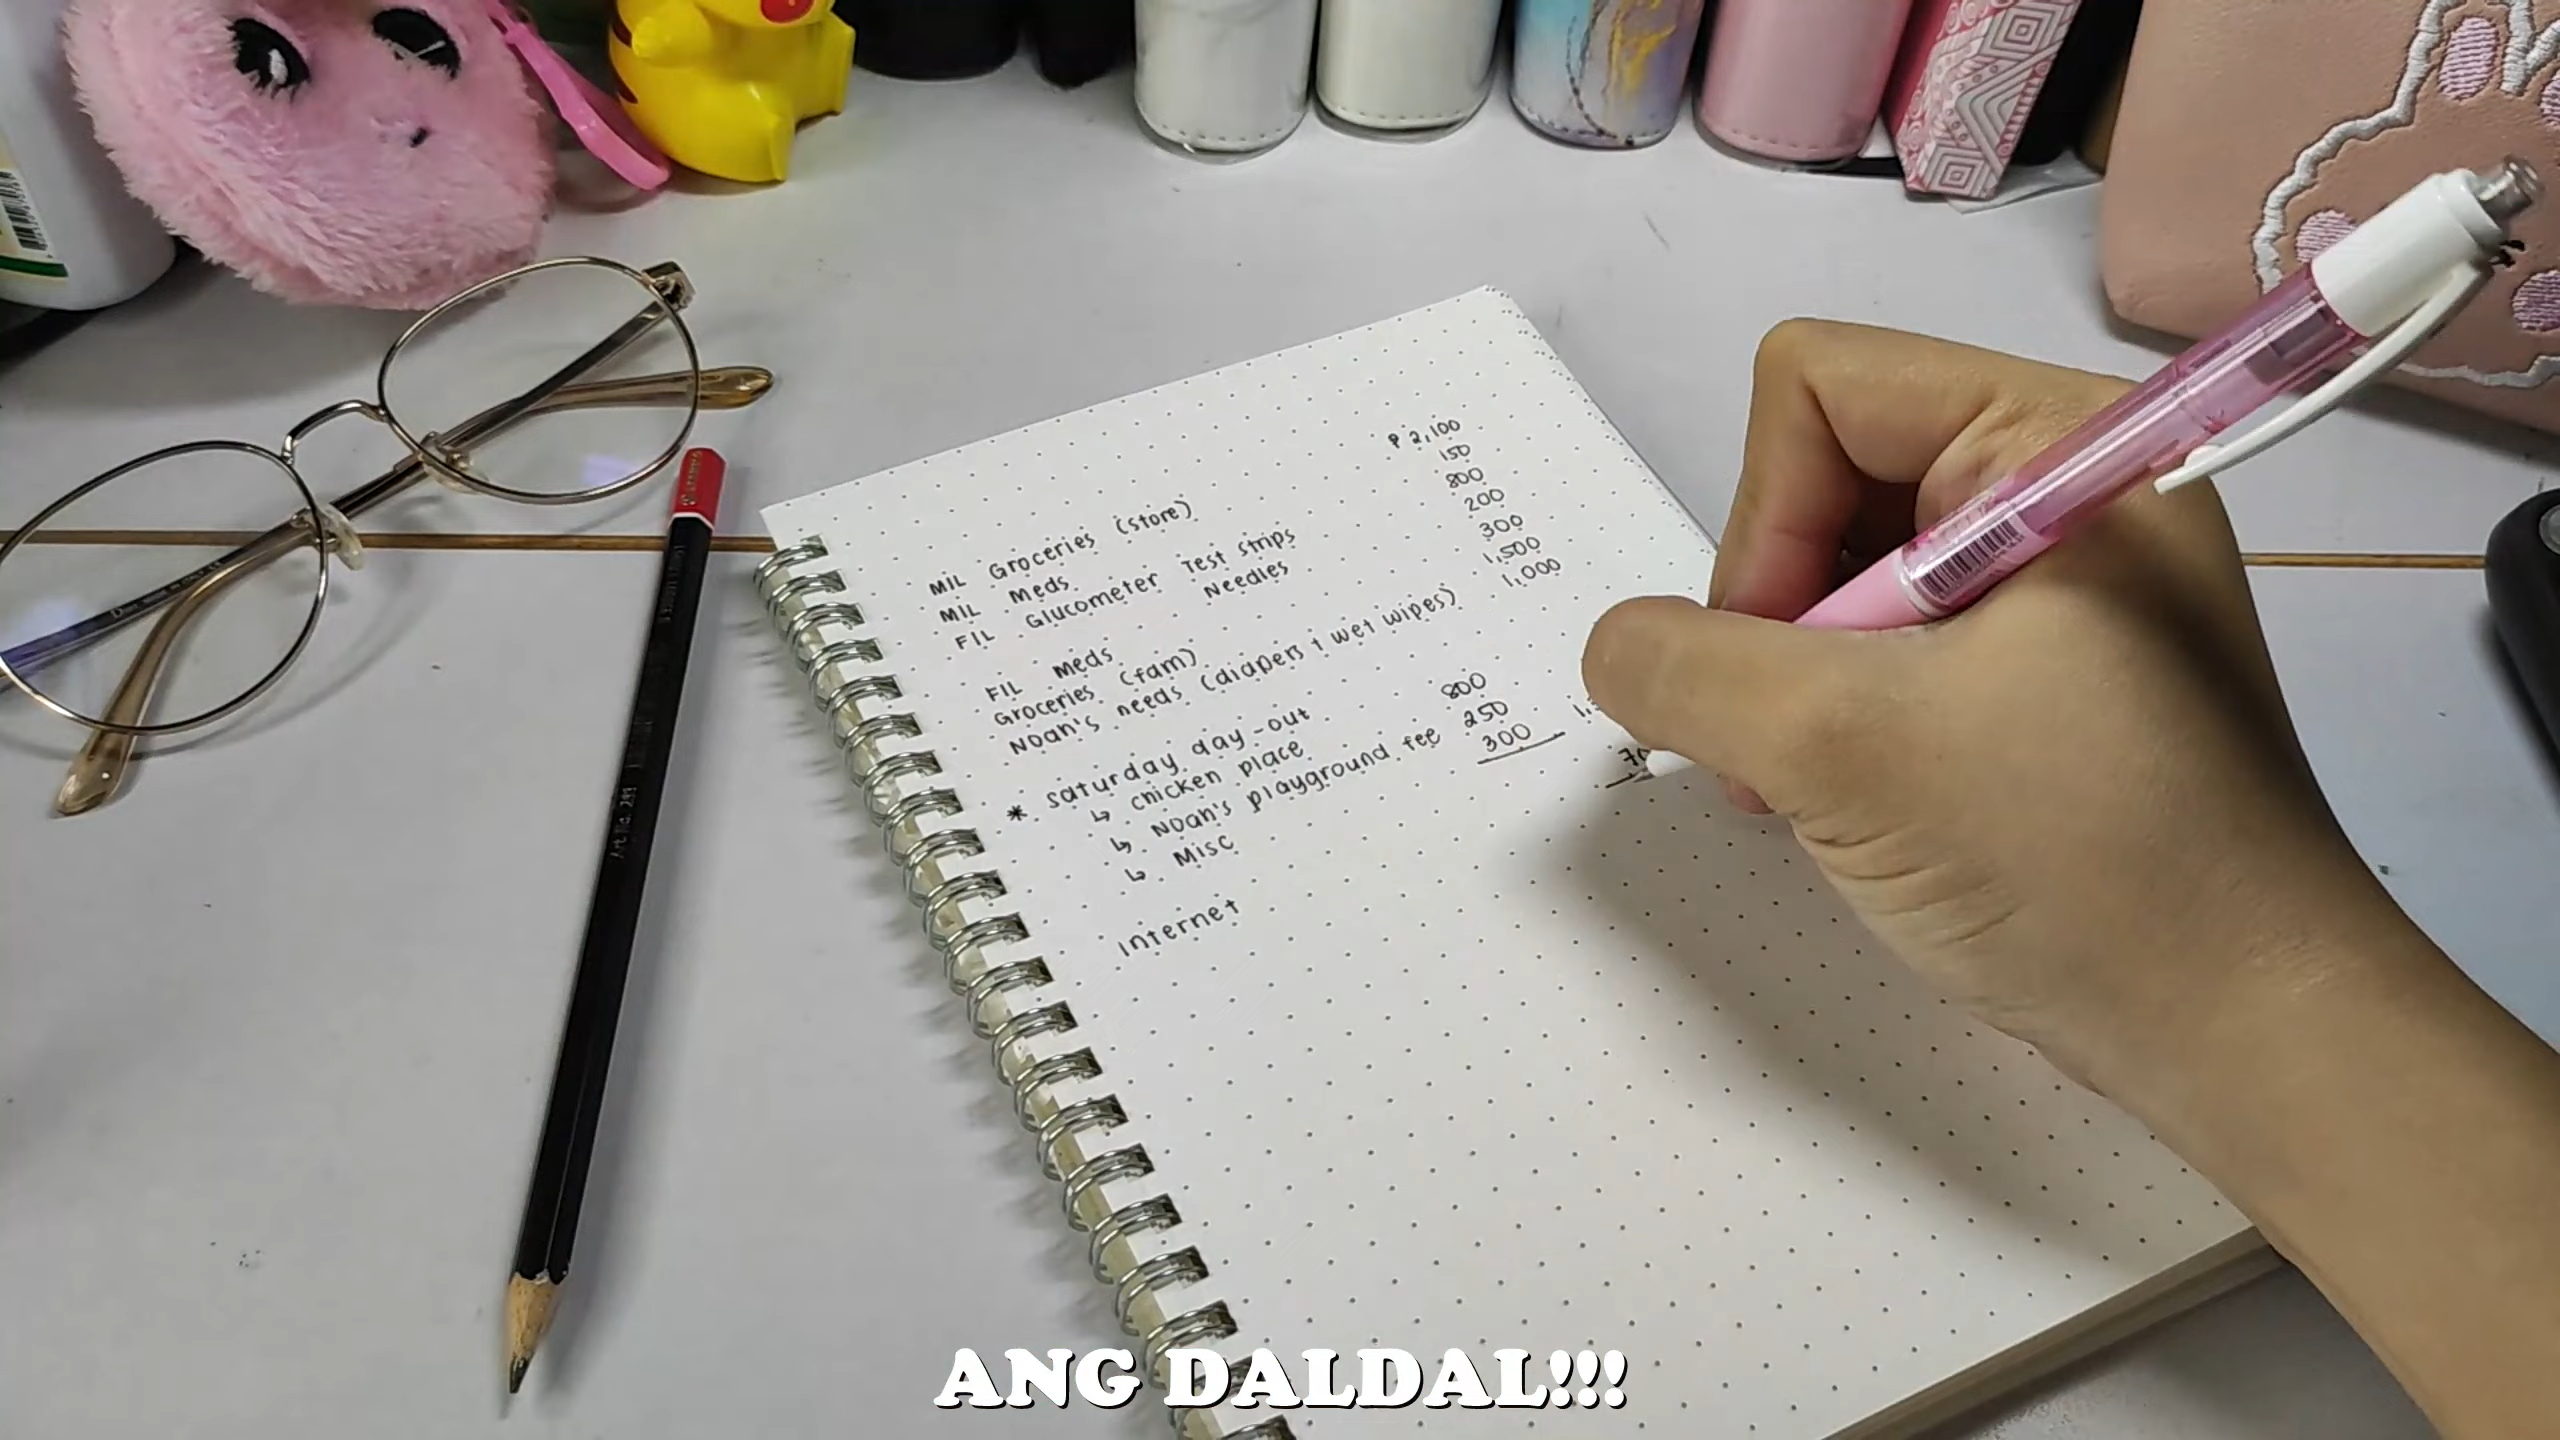 MIL Groceries (store) ₱ 2,100
MIL Meds 150
FIL Glucometer Test strips 800
Needles 200
FIL Meds 300
Groceries (fam) 1,500
Noah's needs (diapers + wet wipes) 1,000
* Saturday day-out
↳ chicken place 800
↳ Noah's playground fee 250
↳ Misc 300
Internet
ANG DALDAL!!!